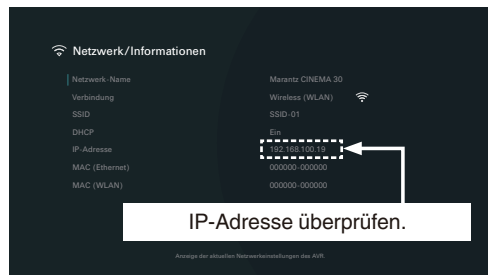 Netzwerk/Informationen
Netzwerk-Name Marantz CINEMA 30
Verbindung Wireless (WLAN)
SSID SSID-01
DHCP Ein
IP-Adresse 192.168.100.19
MAC (Ethernet) 000000-000000
MAC (WLAN) 000000-000000
IP-Adresse überprüfen.
Anzeige der aktuellen Netzwerkeinstellungen des AVR.